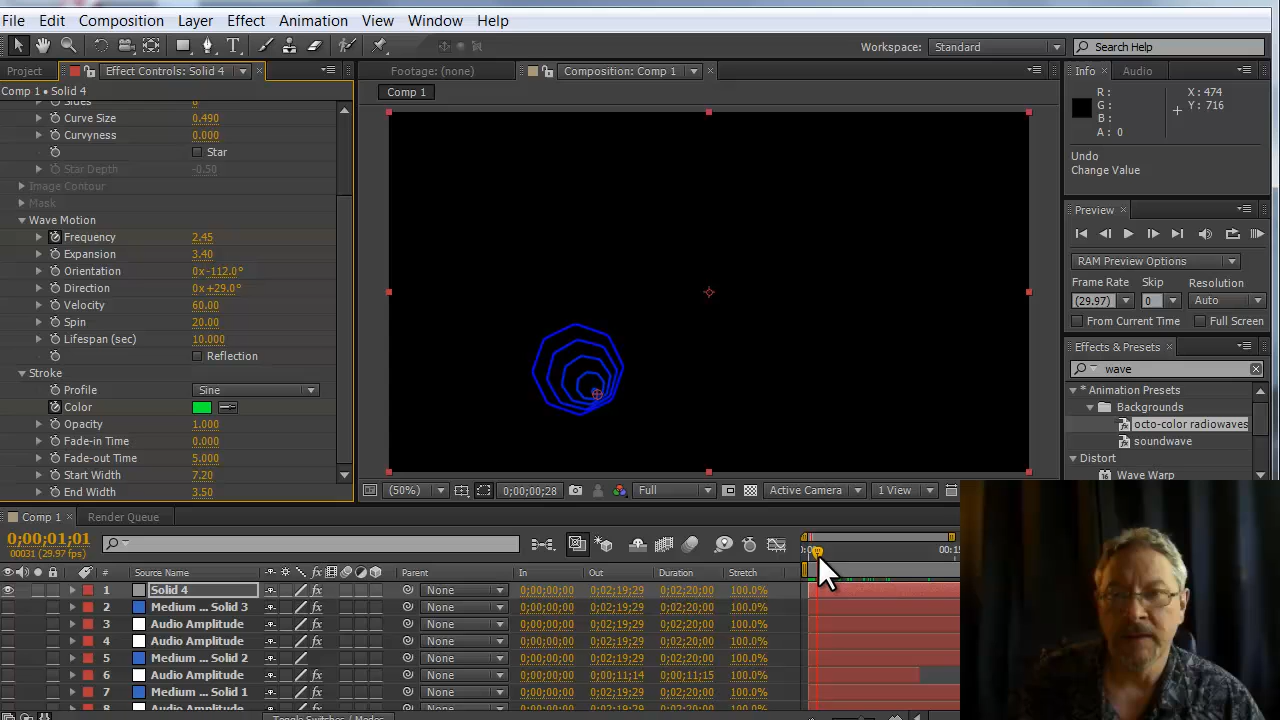 File Edit Composition Layer Effect Animation View Window Help
Workspace: Standard Search Help
Project Effect Controls: Solid 4
Footage: (none) Composition: Comp 1
Info Audio
Comp 1 • Solid 4
Comp 1
Sides 8
Curve Size 0.490
Curvyness 0.000
Star
Star Depth -0.50
Image Contour
Mask
Wave Motion
Frequency 2.45
Expansion 3.40
Orientation 0x-112.0°
Direction 0x+29.0°
Velocity 60.00
Spin 20.00
Lifespan (sec) 10.000
Reflection
Stroke
Profile Sine
Color
Opacity 1.000
Fade-in Time 0.000
Fade-out Time 5.000
Start Width 7.20
End Width 3.50
(50%) 0;00;00;28 Full Active Camera 1 View
R : X : 474
G : Y : 716
B :
A : 0
Undo
Change Value
Preview
RAM Preview Options
Frame Rate Skip Resolution
(29.97) 0 Auto
From Current Time Full Screen
Effects & Presets
wave
* Animation Presets
Backgrounds
octo-color radiowaves
soundwave
Distort
Wave Warp
Comp 1 Render Queue
0;00;01;01
00031 (29.97 fps)
# Source Name Parent In Out Duration Stretch
1 Solid 4 None 0;00;00;00 0;02;19;29 0;02;20;00 100.0%
2 Medium ... Solid 3 None 0;00;00;00 0;02;19;29 0;02;20;00 100.0%
3 Audio Amplitude None 0;00;00;00 0;02;19;29 0;02;20;00 100.0%
4 Audio Amplitude None 0;00;00;00 0;02;19;29 0;02;20;00 100.0%
5 Medium ... Solid 2 None 0;00;00;00 0;02;19;29 0;02;20;00 100.0%
6 Audio Amplitude None 0;00;00;00 0;00;11;14 0;00;11;15 100.0%
7 Medium ... Solid 1 None 0;00;00;00 0;02;19;29 0;02;20;00 100.0%
8 Audio Amplitude
Toggle Switches / Modes